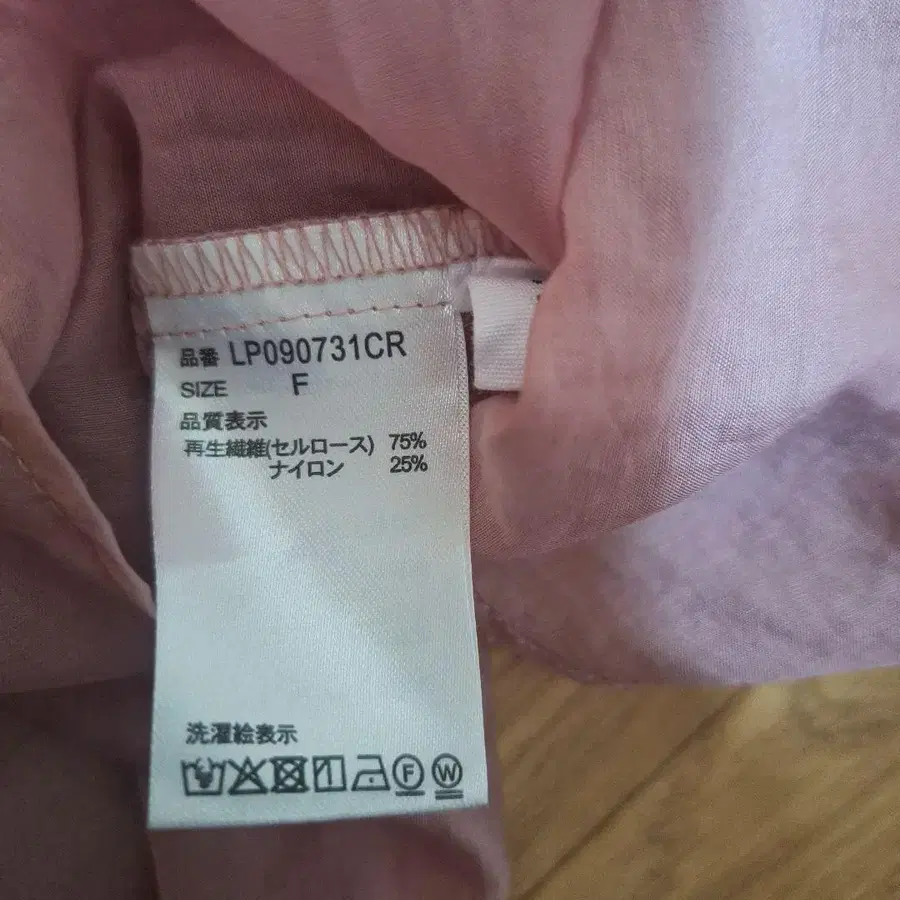 品番 LP090731CR
SIZE F
品質表示
再生繊維(セルロース) 75%
ナイロン 25%
洗濯絵表示
F W